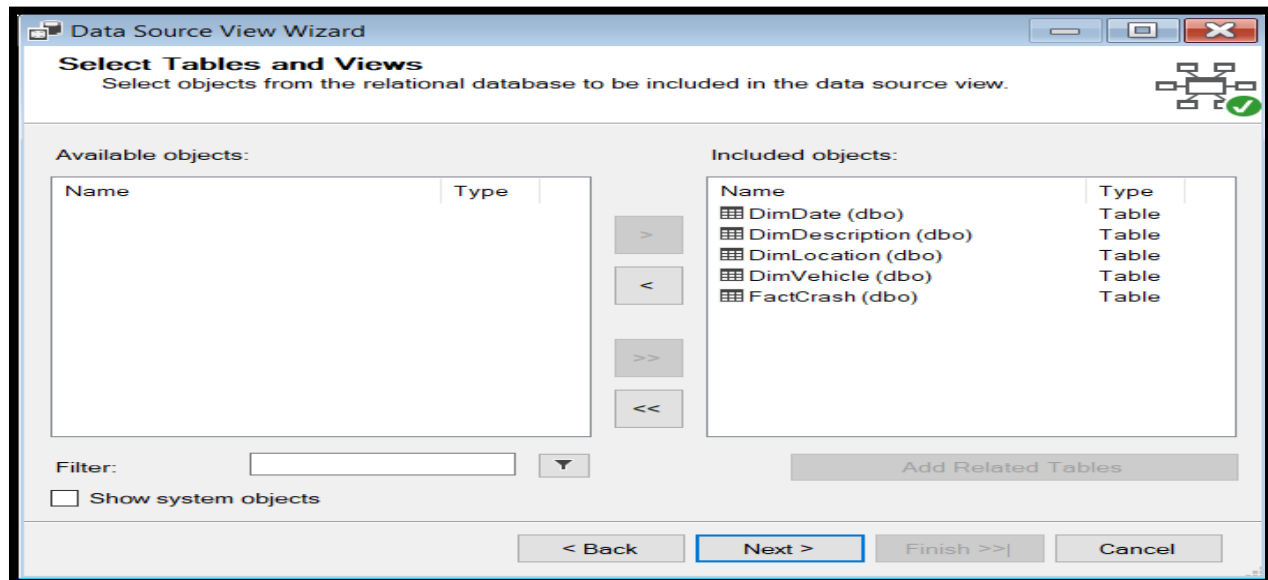 Data Source View Wizard
Select Tables and Views
Select objects from the relational database to be included in the data source view.
Available objects:
Included objects:
Name Type
Name Type
DimDate (dbo) Table
DimDescription (dbo) Table
DimLocation (dbo) Table
DimVehicle (dbo) Table
FactCrash (dbo) Table
>
<
>>
<<
Filter:
Add Related Tables
Show system objects
< Back Next > Finish >>| Cancel